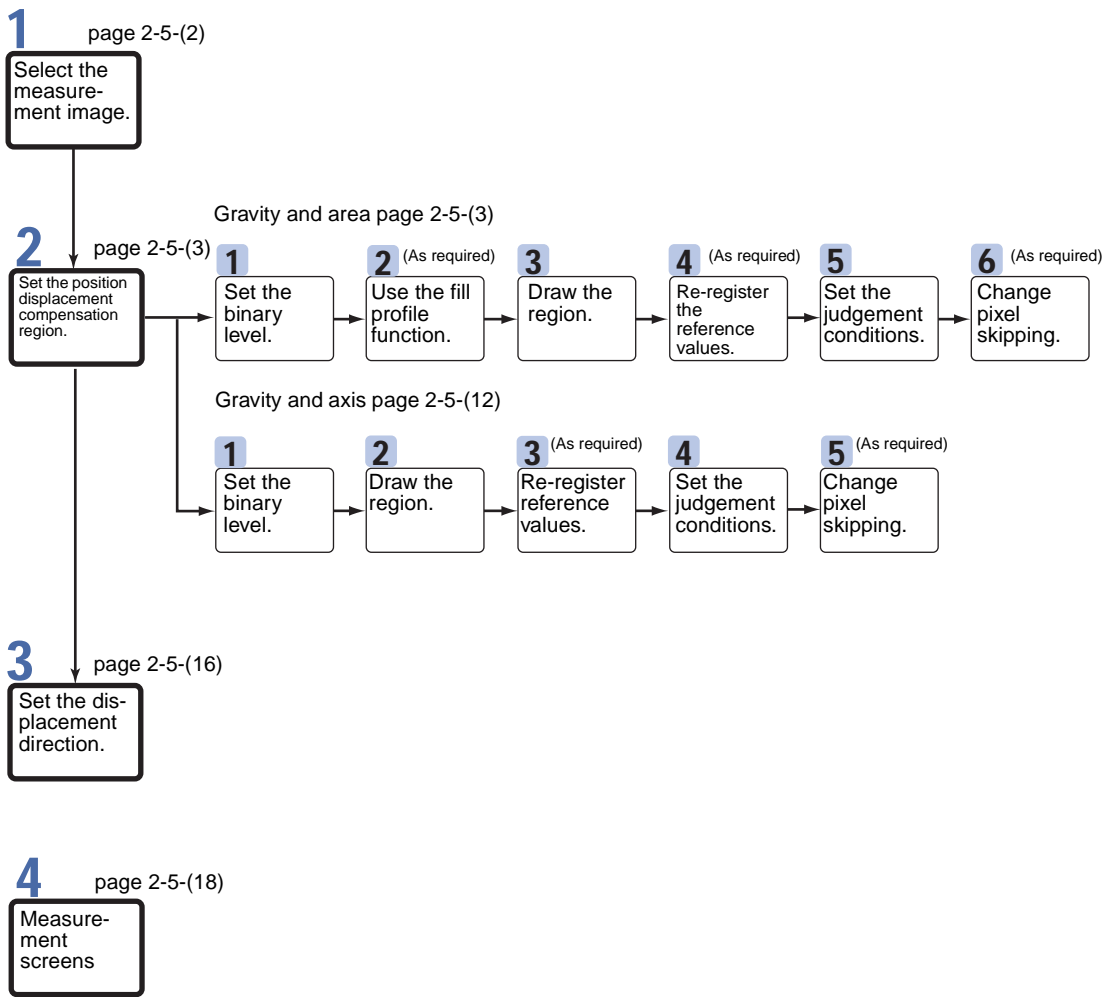 1
page 2-5-(2)
Select the
measure-
ment image.
2
page 2-5-(3)
Set the position
displacement
compensation
region.
Gravity and area page 2-5-(3)
1
Set the
binary
level.
2 (As required)
Use the fill
profile
function.
3
Draw the
region.
4 (As required)
Re-register
the
reference
values.
5
Set the
judgement
conditions.
6 (As required)
Change
pixel
skipping.
Gravity and axis page 2-5-(12)
1
Set the
binary
level.
2
Draw the
region.
3 (As required)
Re-register
reference
values.
4
Set the
judgement
conditions.
5 (As required)
Change
pixel
skipping.
3
page 2-5-(16)
Set the dis-
placement
direction.
4
page 2-5-(18)
Measure-
ment
screens